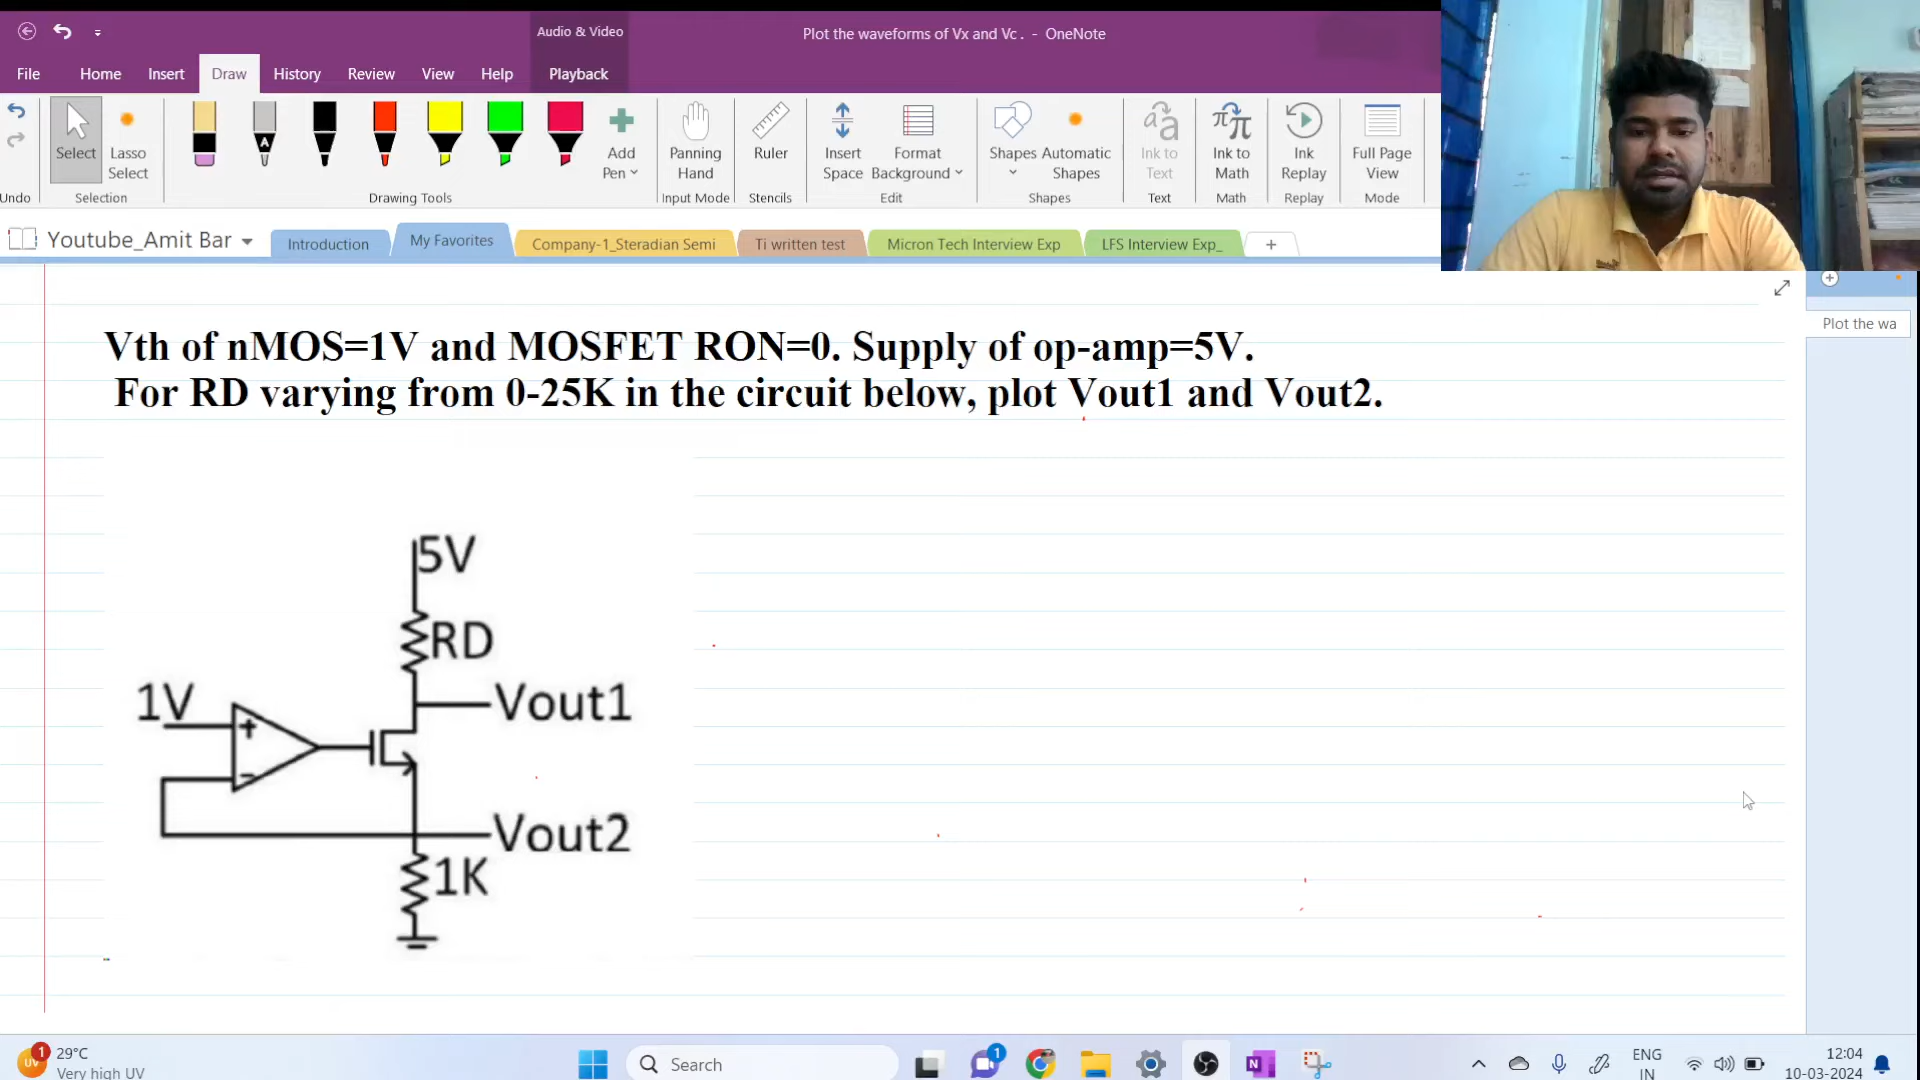 Audio & Video
Plot the waveforms of Vx and Vc . - OneNote
File Home Insert Draw History Review View Help Playback
Undo
Select
Lasso Select
Selection
A
Add Pen
Drawing Tools
Panning Hand
Input Mode
Ruler
Stencils
Insert Space
Format Background
Edit
Shapes
Automatic Shapes
Shapes
Ink to Text
Text
Ink to Math
Math
Ink Replay
Replay
Full Page View
Mode
Youtube_Amit Bar
Introduction My Favorites Company-1_Steradian Semi Ti written test Micron Tech Interview Exp LFS Interview Exp_ +
Plot the wa
Vth of nMOS=1V and MOSFET RON=0. Supply of op-amp=5V.
For RD varying from 0-25K in the circuit below, plot Vout1 and Vout2.
5V
RD
1V
Vout1
+
-
Vout2
1K
UV 1
29°C
Very high UV
Search
1
N
ENG
IN
12:04
10-03-2024